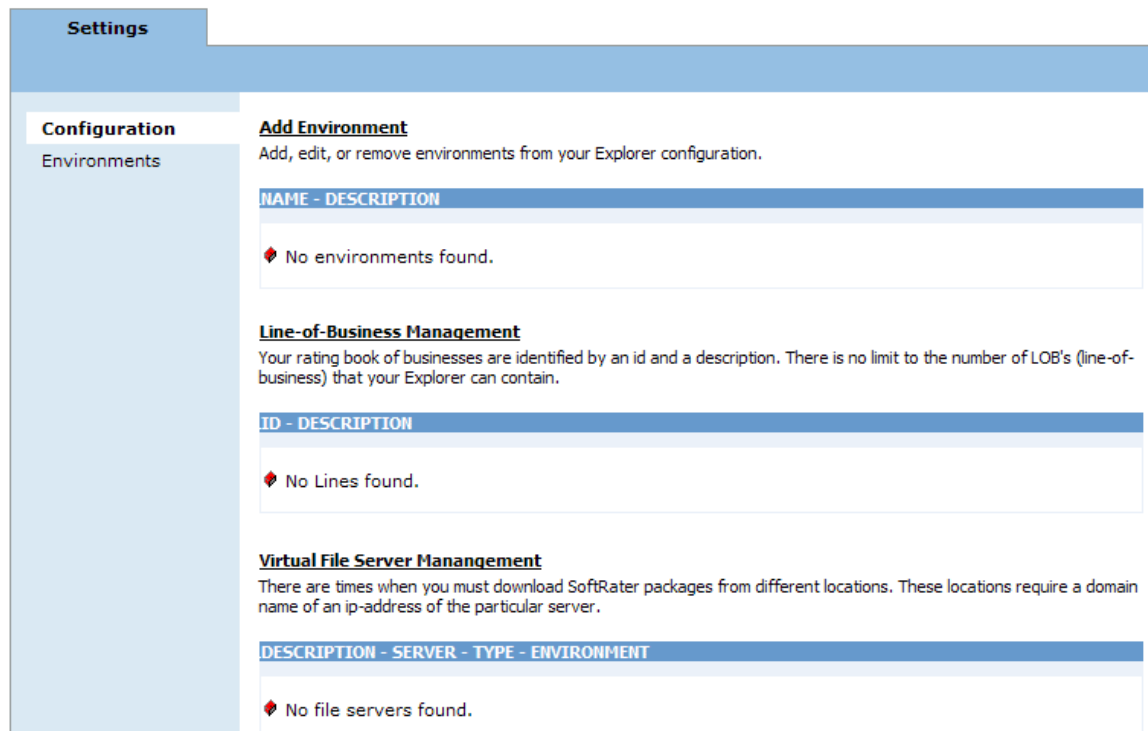 Settings
Configuration
Environments
Add Environment
Add, edit, or remove environments from your Explorer configuration.
NAME - DESCRIPTION
No environments found.
Line-of-Business Management
Your rating book of businesses are identified by an id and a description. There is no limit to the number of LOB's (line-of-
business) that your Explorer can contain.
ID - DESCRIPTION
No Lines found.
Virtual File Server Manangement
There are times when you must download SoftRater packages from different locations. These locations require a domain
name of an ip-address of the particular server.
DESCRIPTION - SERVER - TYPE - ENVIRONMENT
No file servers found.